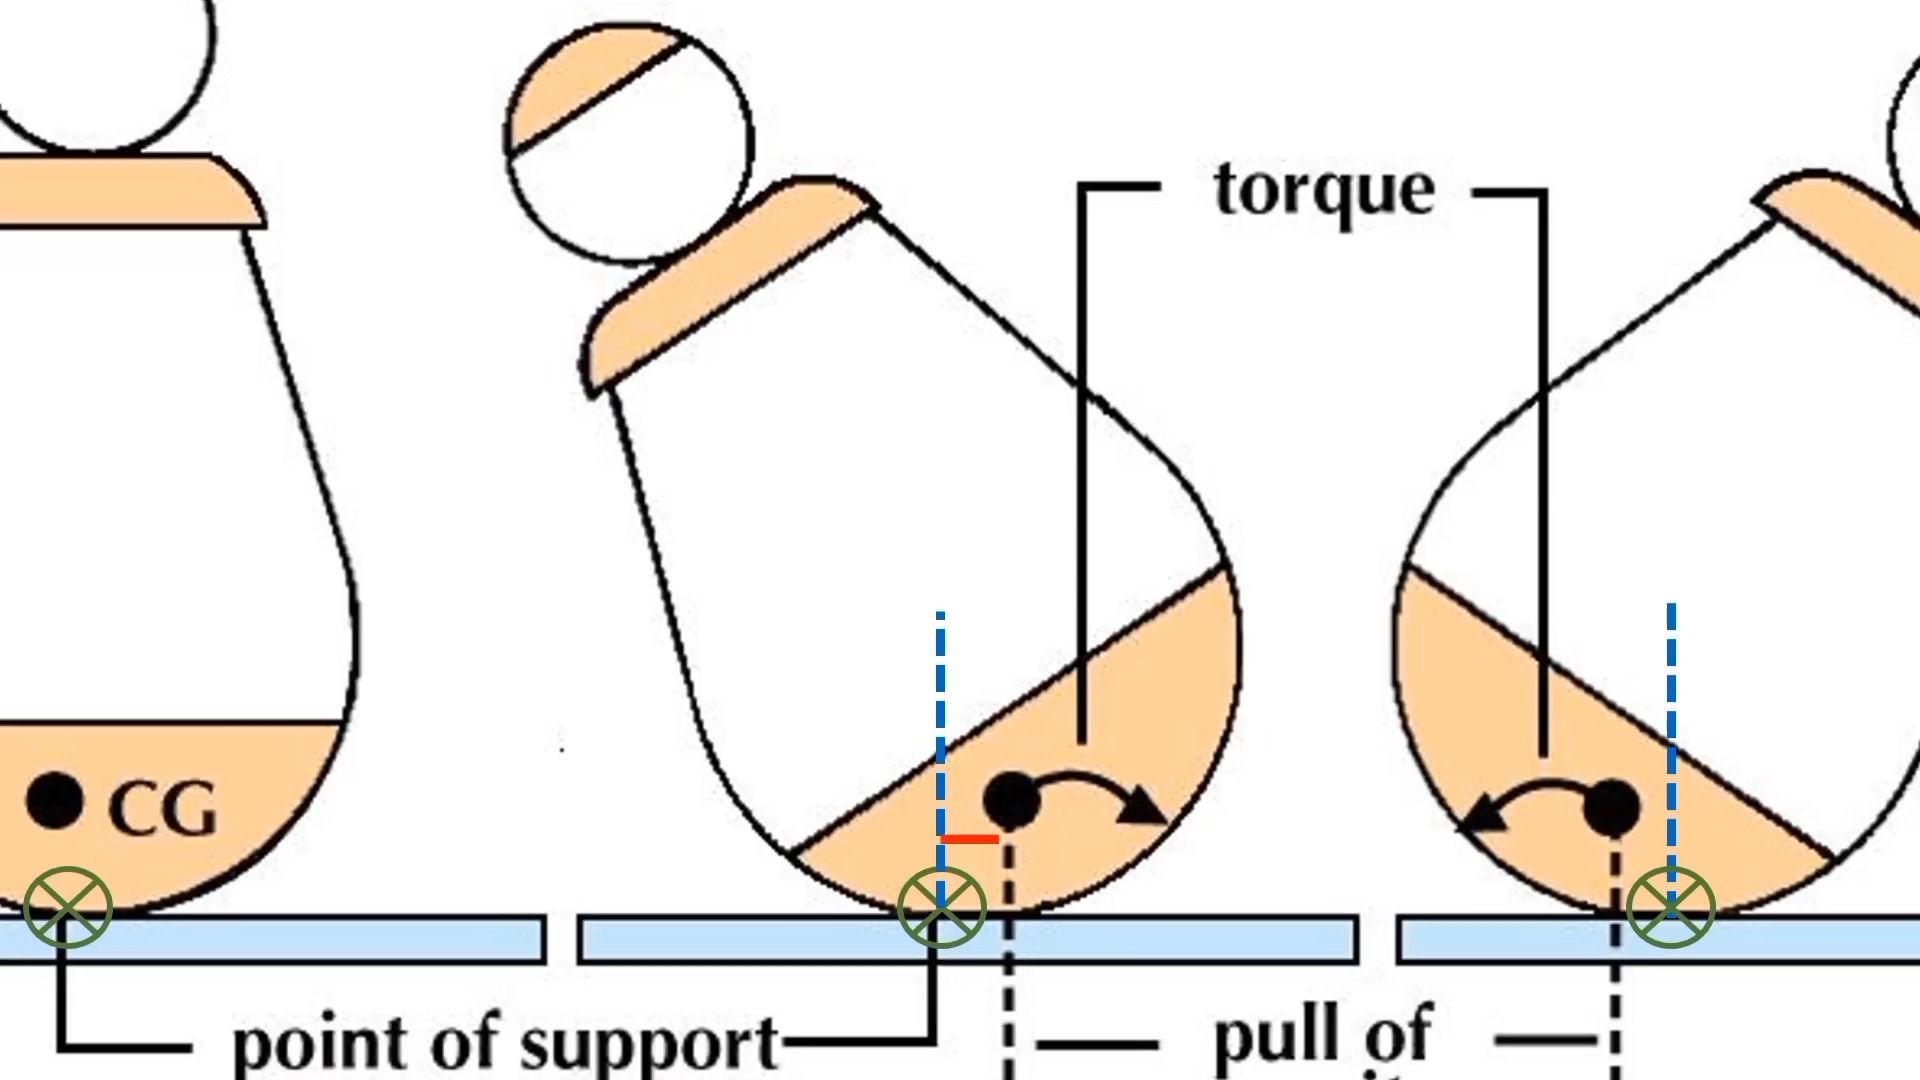 torque
CG
point of support
pull of